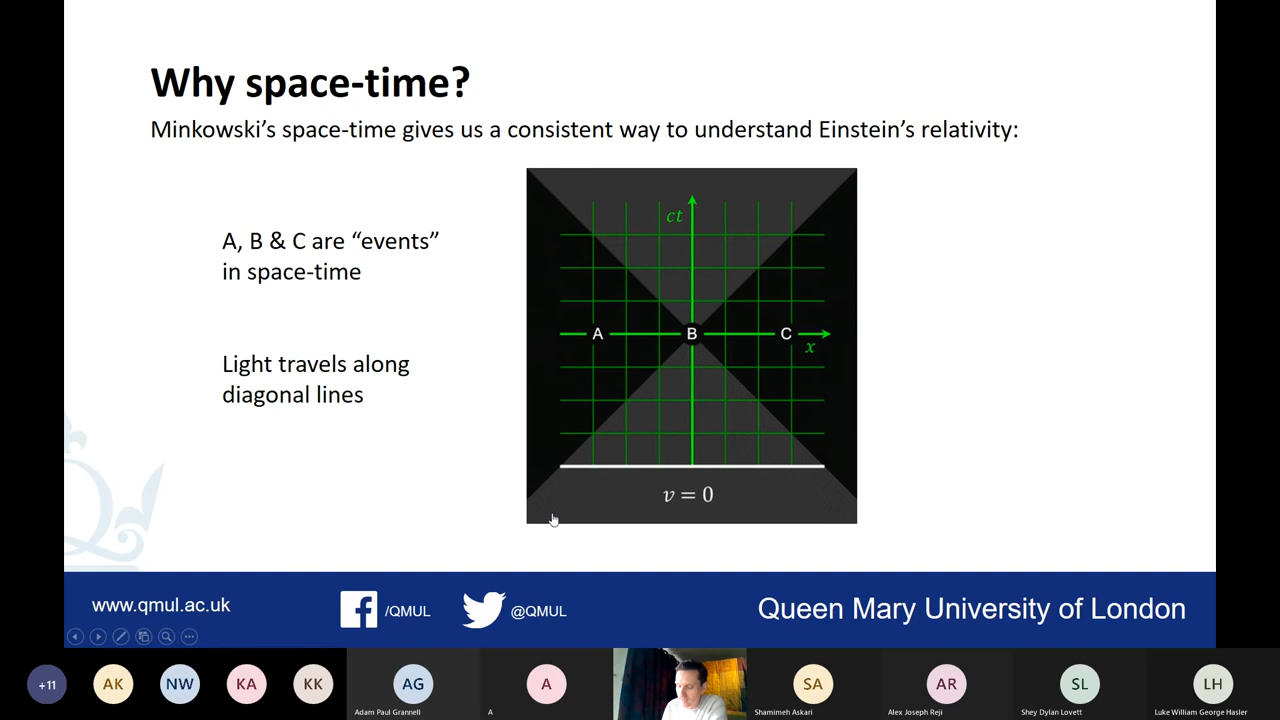 Why space-time?
Minkowski's space-time gives us a consistent way to understand Einstein's relativity:
A, B & C are “events”
in space-time
Light travels along
diagonal lines
ct
A
B
C
x
v = 0
www.qmul.ac.uk
/QMUL
@QMUL
Queen Mary University of London
+11
AK
NW
KA
KK
AG
A
SA
AR
SL
LH
Adam Paul Grannell
A
Shamimeh Askari
Alex Joseph Reji
Shey Dylan Lovett
Luke William George Hasler